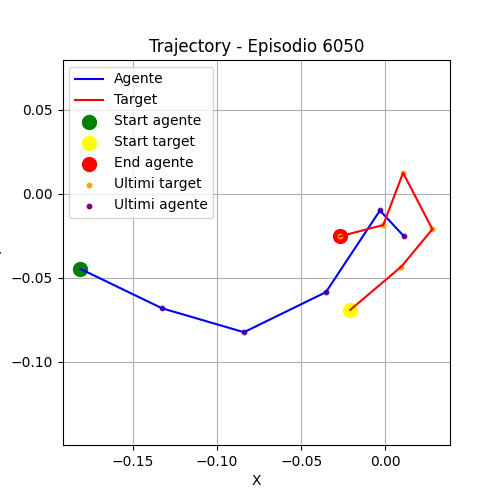 Trajectory - Episodio 6050
Agente
Target
Start agente
Start target
End agente
Ultimi target
Ultimi agente
0.05
0.00
−0.05
−0.10
−0.15
−0.10
−0.05
0.00
X